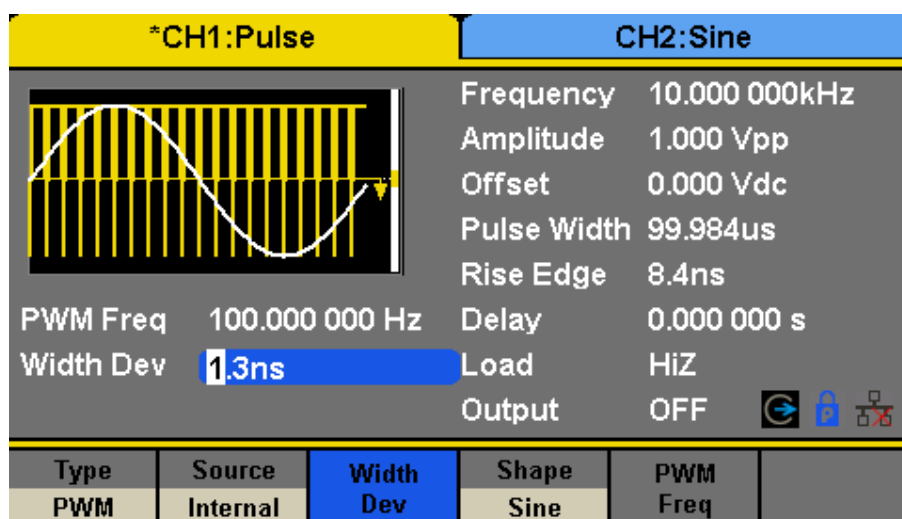 *CH1:Pulse CH2:Sine
Frequency 10.000 000kHz
Amplitude 1.000 Vpp
Offset 0.000 Vdc
Pulse Width 99.984us
Rise Edge 8.4ns
PWM Freq 100.000 000 Hz Delay 0.000 00 s
Width Dev 1.3ns Load HiZ
Output OFF P
Type Source Width Shape PWM
PWM Internal Dev Sine Freq